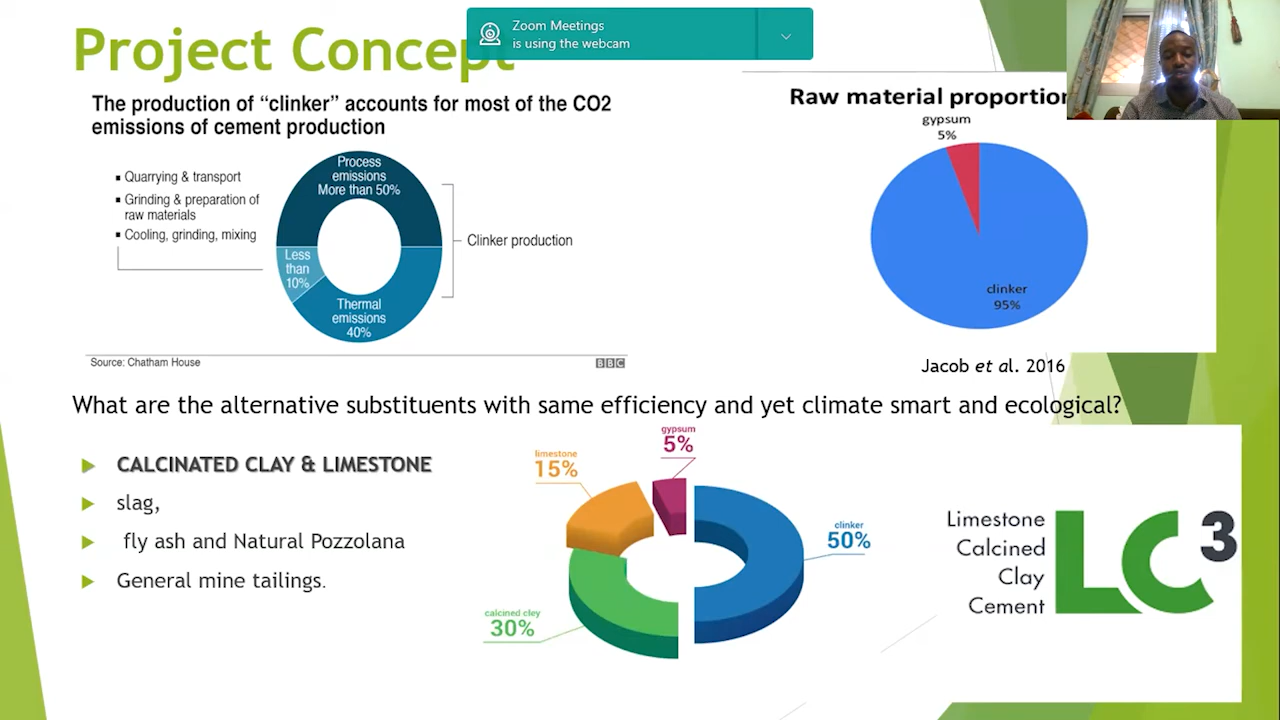 Project Concept
Zoom Meetings
is using the webcam
The production of “clinker” accounts for most of the CO2
emissions of cement production
▪ Quarrying & transport
▪ Grinding & preparation of
raw materials
▪ Cooling, grinding, mixing
Process
emissions
More than 50%
Less
than
10%
Thermal
emissions
40%
Clinker production
Source: Chatham House
BBC
Raw material proportion
gypsum
5%
clinker
95%
Jacob et al. 2016
What are the alternative substituents with same efficiency and yet climate smart and ecological?
CALCINATED CLAY & LIMESTONE
slag,
fly ash and Natural Pozzolana
General mine tailings.
gypsum
5%
limestone
15%
clinker
50%
calcined cley
30%
Limestone
Calcined
Clay
Cement
LC3